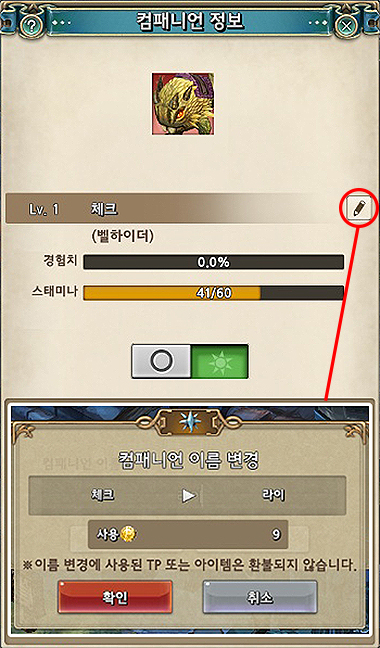 컴패니언 정보
Lv. 1 체크
(벨하이더)
경험치 0.0%
스태미나 41/60
컴패니언 이름 변경
체크 ▶ 라이
사용 9
※이름 변경에 사용된 TP 또는 아이템은 환불되지 않습니다.
확인 취소